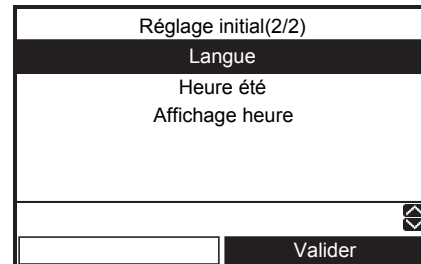 Réglage initial(2/2)
Langue
Heure été
Affichage heure
Valider